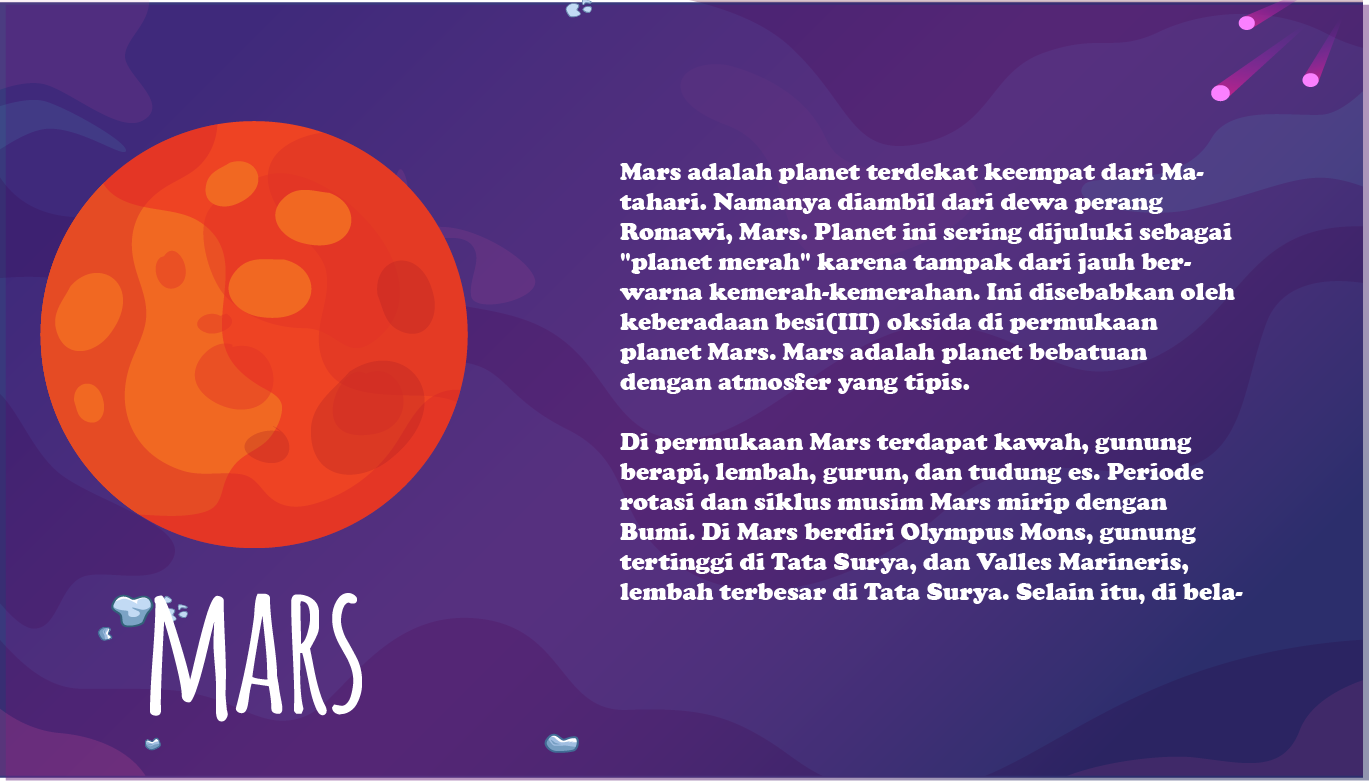 Mars adalah planet terdekat keempat dari Ma-
tahari. Namanya diambil dari dewa perang
Romawi, Mars. Planet ini sering dijuluki sebagai
"planet merah" karena tampak dari jauh ber-
warna kemerah-kemerahan. Ini disebabkan oleh
keberadaan besi(III) oksida di permukaan
planet Mars. Mars adalah planet bebatuan
dengan atmosfer yang tipis.
Di permukaan Mars terdapat kawah, gunung
berapi, lembah, gurun, dan tudung es. Periode
rotasi dan siklus musim Mars mirip dengan
Bumi. Di Mars berdiri Olympus Mons, gunung
tertinggi di Tata Surya, dan Valles Marineris,
lembah terbesar di Tata Surya. Selain itu, di bela-
MARS